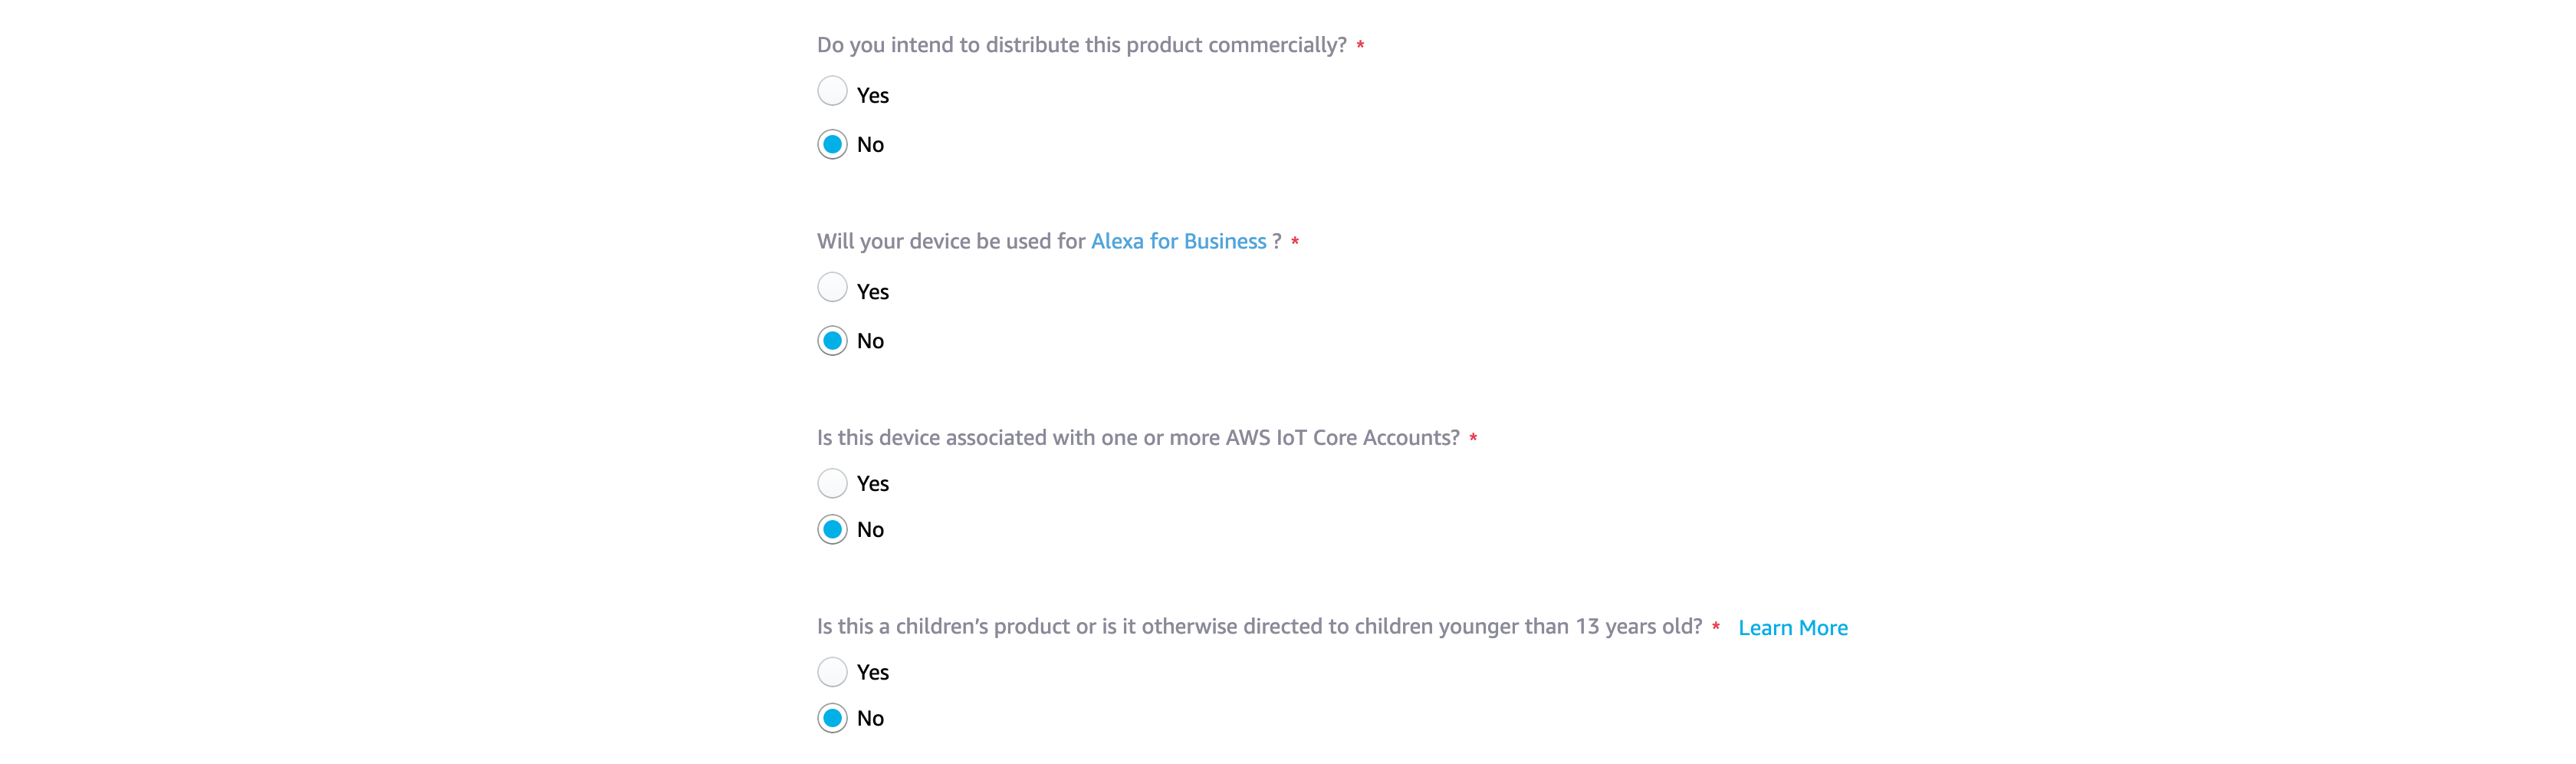 Do you intend to distribute this product commercially? *
Yes
No
Will your device be used for Alexa for Business ? *
Yes
No
Is this device associated with one or more AWS IoT Core Accounts? *
Yes
No
Is this a children’s product or is it otherwise directed to children younger than 13 years old? * Learn More
Yes
No